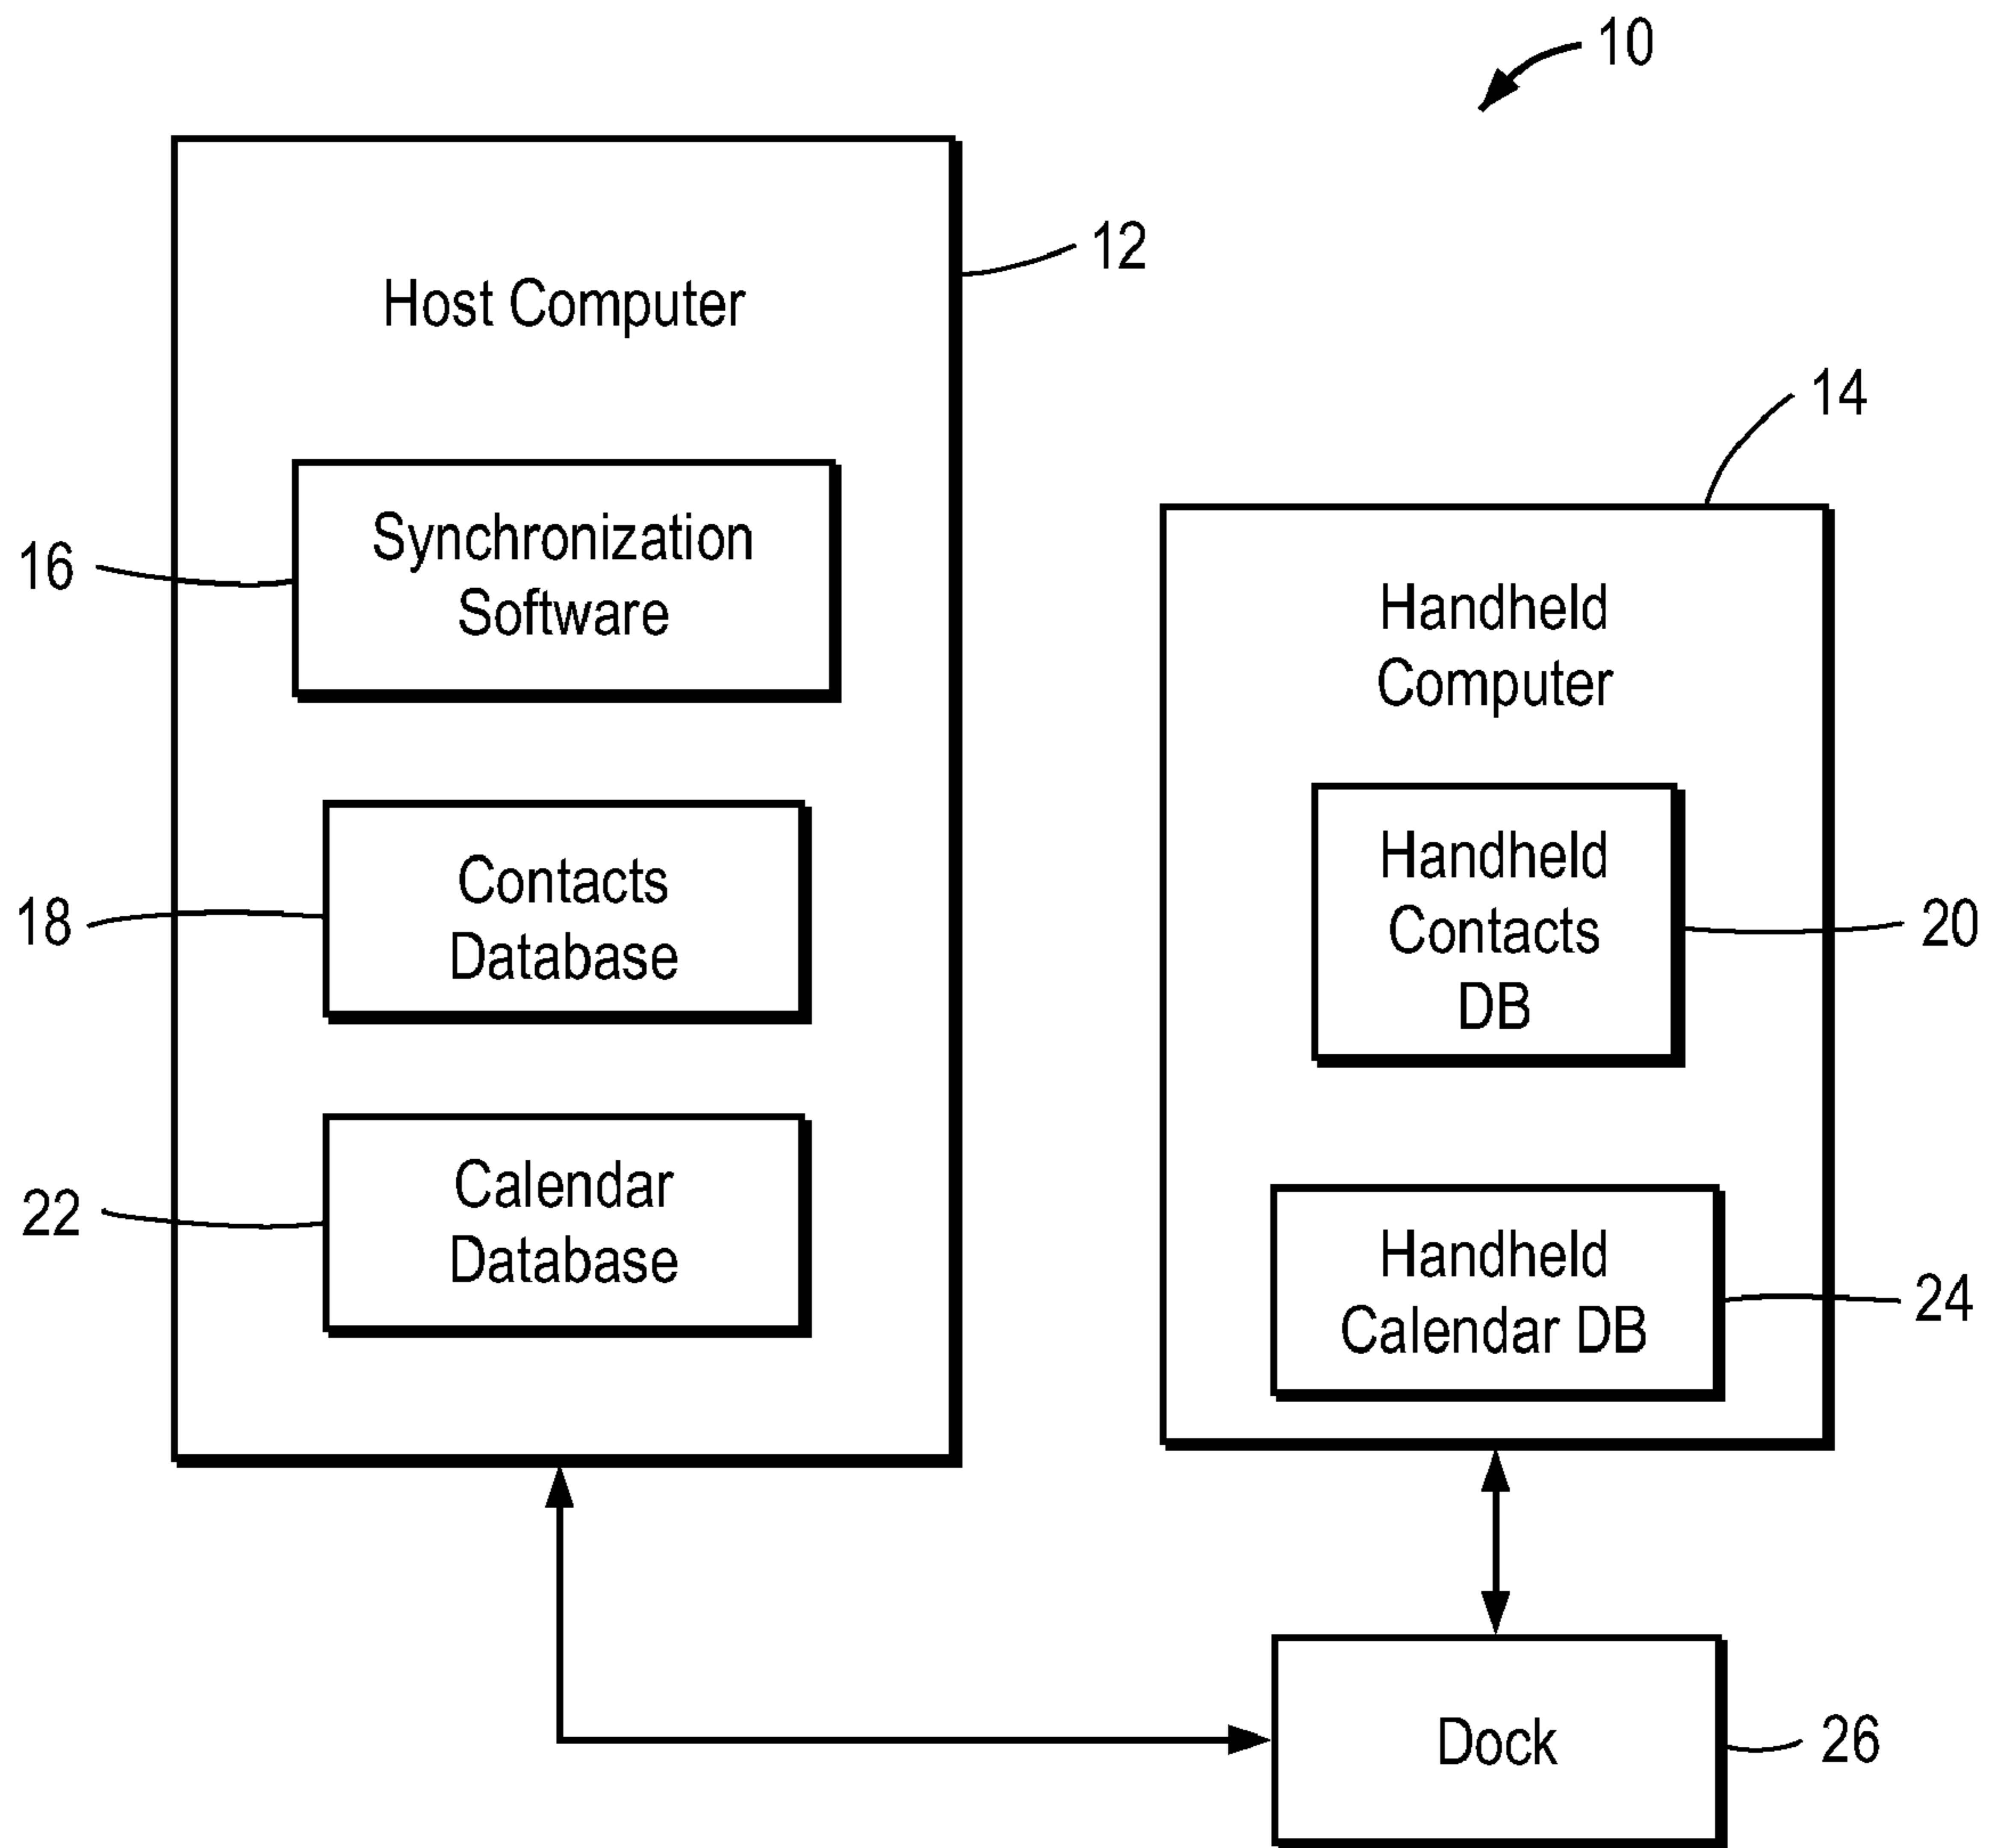 10
12
Host Computer
14
16
Synchronization
Software
Handheld
Computer
18
Contacts
Database
Handheld
Contacts
DB
20
22
Calendar
Database
Handheld
Calendar DB
24
Dock
26